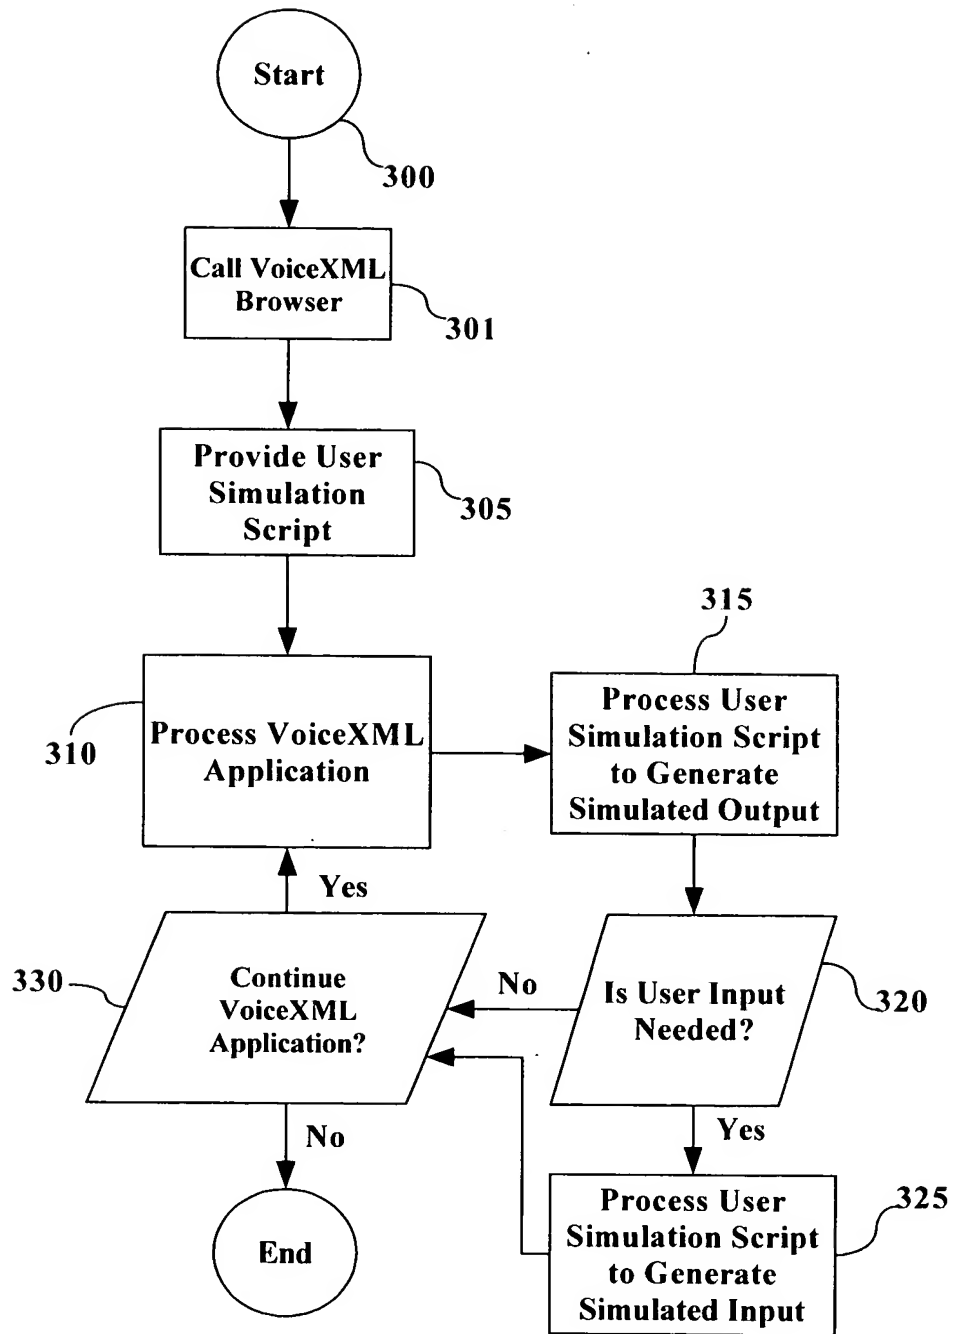 Start
300
Call VoiceXML
Browser
301
Provide User
Simulation
Script
305
315
Process VoiceXML
Application
310
Process User
Simulation Script
to Generate
Simulated Output
Yes
330
Continue
VoiceXML
Application?
No
Is User Input
Needed?
320
No
Yes
End
Process User
Simulation Script
to Generate
Simulated Input
325